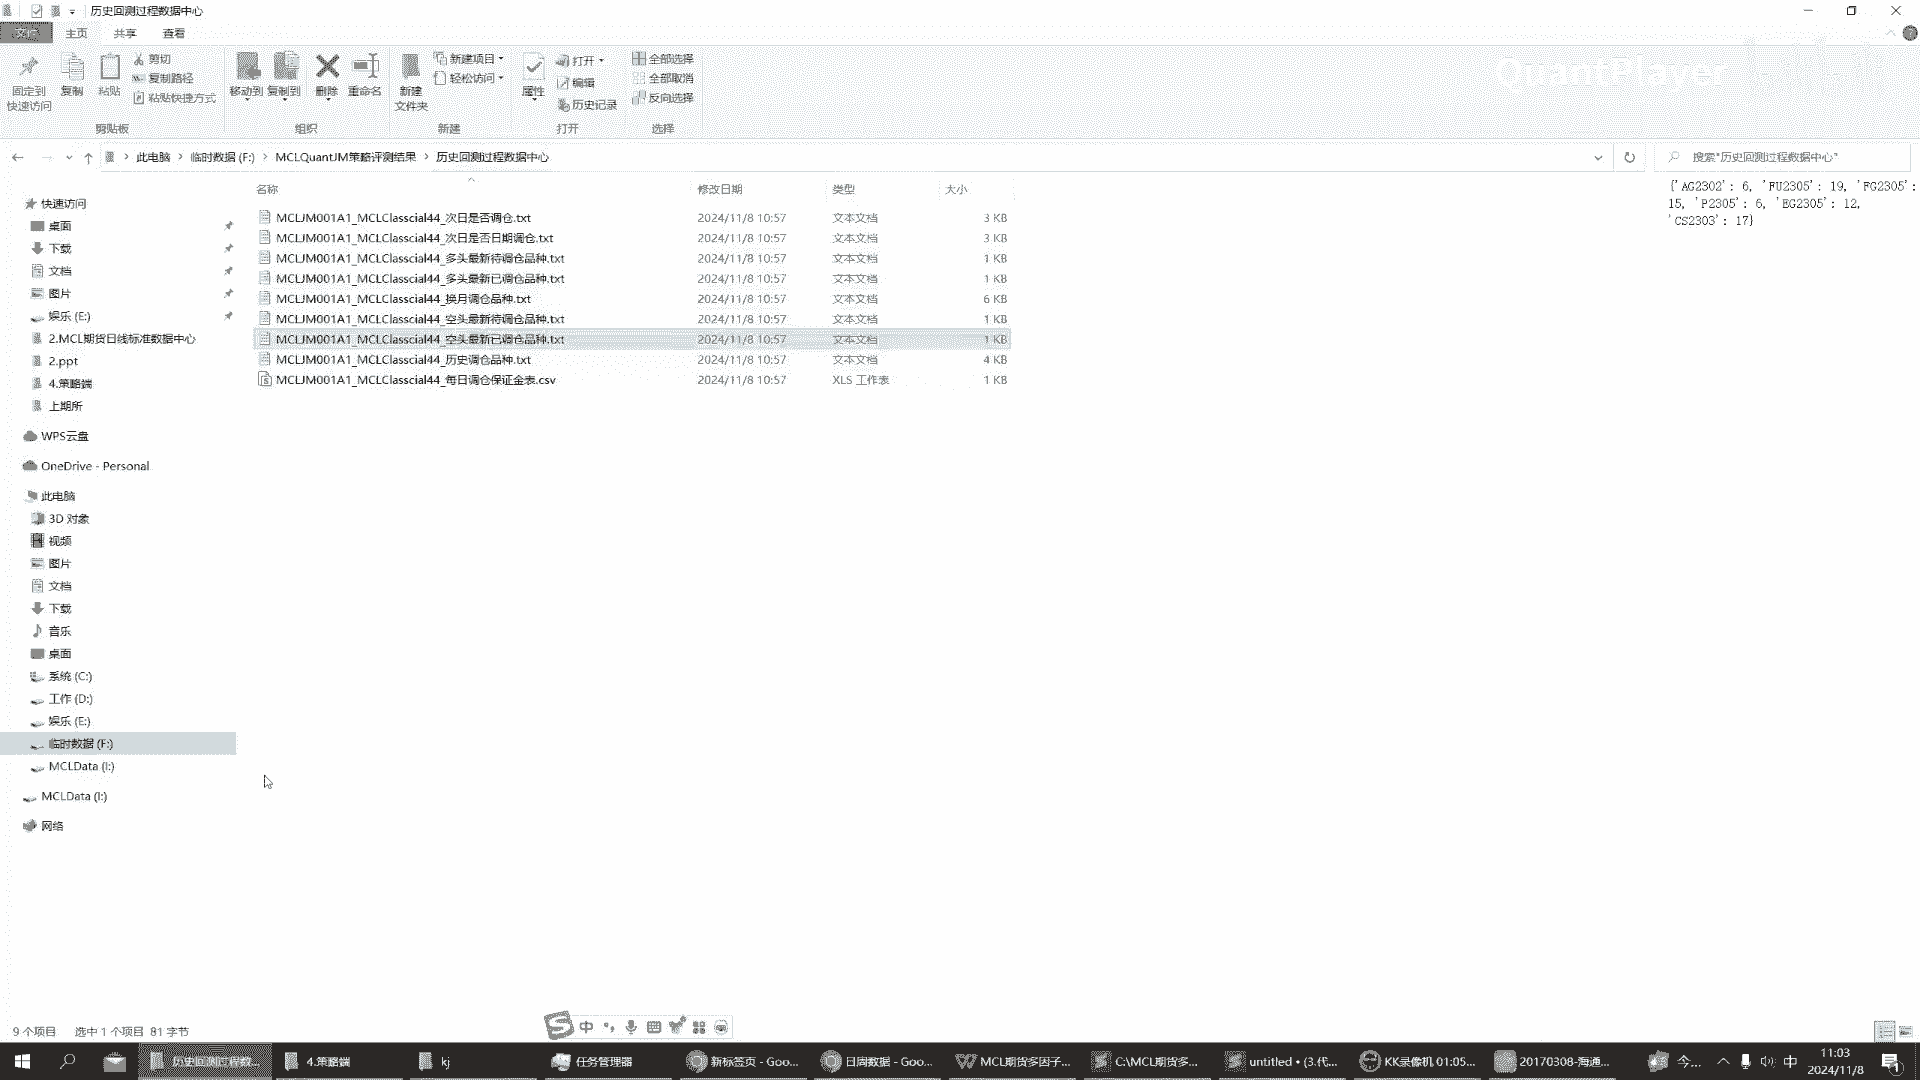 历史回测过程数据中心
文件 主页 共享 查看
QuantPlayer
固定到快速访问
复制
粘贴
剪切
复制路径
粘贴快捷方式
剪贴板
移动到
复制到
删除
重命名
组织
新建文件夹
新建项目
轻松访问
新建
属性
打开
编辑
历史记录
打开
全部选择
全部取消
反向选择
选择
此电脑 › 临时数据 (F:) › MCLQuantJM策略评测结果 › 历史回测过程数据中心
搜索"历史回测过程数据中心"
名称 修改日期 类型 大小
MCLJM001A1_MCLClasscial44_次日是否调仓.txt 2024/11/8 10:57 文本文档 3 KB
MCLJM001A1_MCLClasscial44_次日是否日期调仓.txt 2024/11/8 10:57 文本文档 3 KB
MCLJM001A1_MCLClasscial44_多头最新待调仓品种.txt 2024/11/8 10:57 文本文档 1 KB
MCLJM001A1_MCLClasscial44_多头最新已调仓品种.txt 2024/11/8 10:57 文本文档 1 KB
MCLJM001A1_MCLClasscial44_换月调仓品种.txt 2024/11/8 10:57 文本文档 6 KB
MCLJM001A1_MCLClasscial44_空头最新待调仓品种.txt 2024/11/8 10:57 文本文档 1 KB
MCLJM001A1_MCLClasscial44_空头最新已调仓品种.txt 2024/11/8 10:57 文本文档 1 KB
MCLJM001A1_MCLClasscial44_历史调仓品种.txt 2024/11/8 10:57 文本文档 4 KB
MCLJM001A1_MCLClasscial44_每日调仓保证金表.csv 2024/11/8 10:57 XLS 工作表 1 KB
{'AG2302': 6, 'FU2305': 19, 'FG2305':
15, 'P2305': 6, 'EG2305': 12,
'CS2303': 17}
快速访问
桌面
下载
文档
图片
娱乐 (E:)
2.MCL期货日线标准数据中心
2.ppt
4.策略端
上期所
WPS云盘
OneDrive - Personal
此电脑
3D 对象
视频
图片
文档
下载
音乐
桌面
系统 (C:)
工作 (D:)
娱乐 (E:)
临时数据 (F:)
MCLData (I:)
MCLData (I:)
网络
9 个项目 选中 1 个项目 81 字节
中
历史回测过程数...
4.策略端
kj
任务管理器
新标签页 - Goo...
日周数据 - Goo...
MCL期货多因子...
C:\MCL期货多...
untitled • (3.代...
KK录像机 01:05...
20170308-海通...
今...
中
11:03
2024/11/8
1